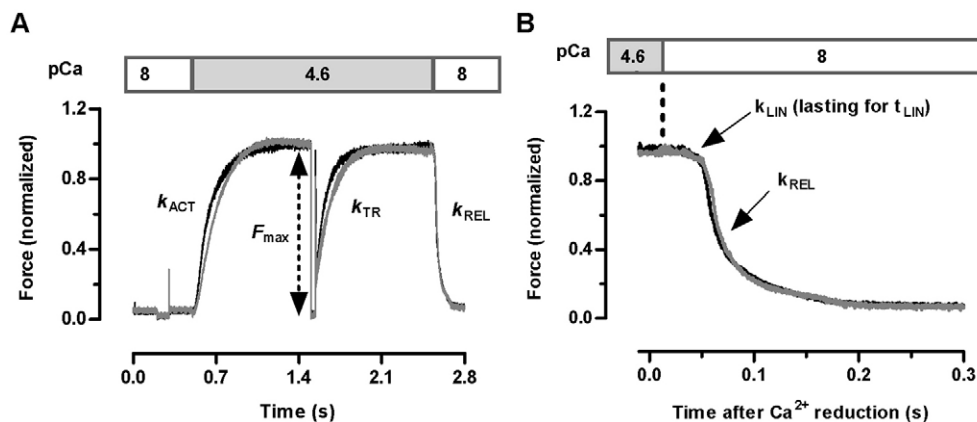 A
pCa
8
4.6
8
Force (normalized)
1.2
0.8
0.4
0.0
kACT
Fmax
kTR
kREL
0.0
0.7
1.4
2.1
2.8
Time (s)
B
pCa
4.6
8
Force (normalized)
1.2
0.8
0.4
0.0
kLIN (lasting for tLIN)
kREL
0.0
0.1
0.2
0.3
Time after Ca2+ reduction (s)